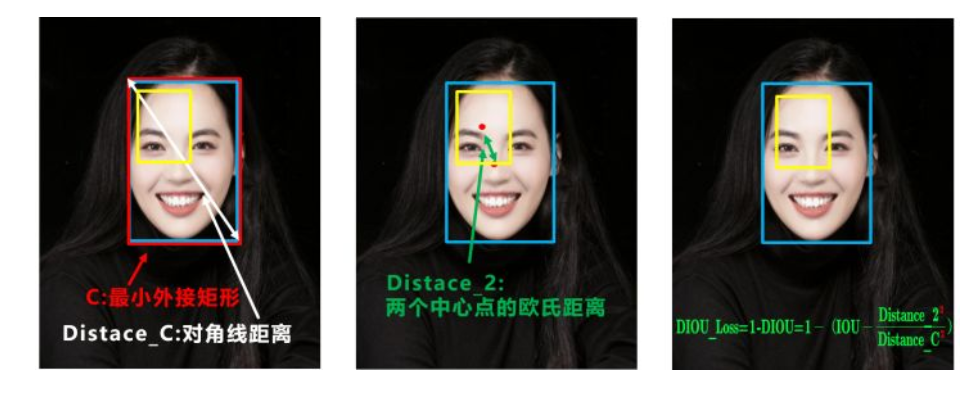 C:最小外接矩形
Distace_C:对角线距离
Distace_2:
两个中心点的欧氏距离
DIOU_Loss=1-DIOU=1－（IOU－Distance_2²/Distance_C²）